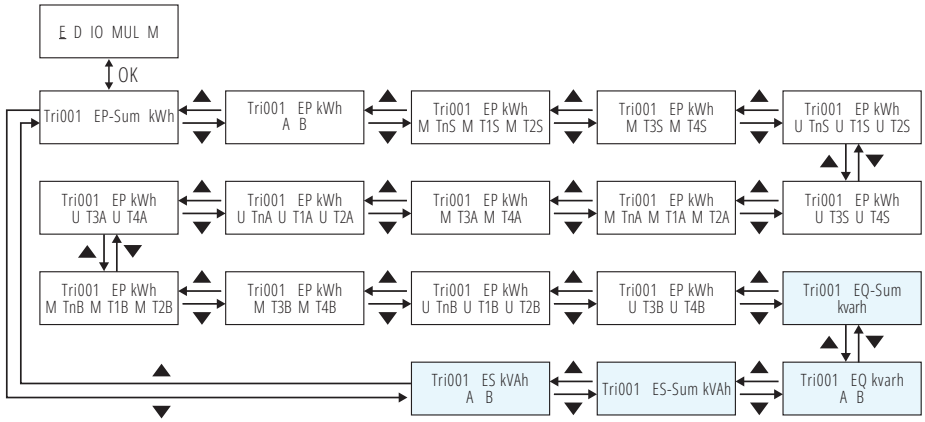 E D IO MUL M
OK
Tri001 EP-Sum kWh
Tri001 EP kWh
A B
Tri001 EP kWh
M TnS M T1S M T2S
Tri001 EP kWh
M T3S M T4S
Tri001 EP kWh
U TnS U T1S U T2S
Tri001 EP kWh
U T3A U T4A
Tri001 EP kWh
U TnA U T1A U T2A
Tri001 EP kWh
M T3A M T4A
Tri001 EP kWh
M TnA M T1A M T2A
Tri001 EP kWh
U T3S U T4S
Tri001 EP kWh
M TnB M T1B M T2B
Tri001 EP kWh
M T3B M T4B
Tri001 EP kWh
U TnB U T1B U T2B
Tri001 EP kWh
U T3B U T4B
Tri001 EQ-Sum
kvarh
Tri001 ES kVAh
A B
Tri001 ES-Sum kVAh
Tri001 EQ kvarh
A B